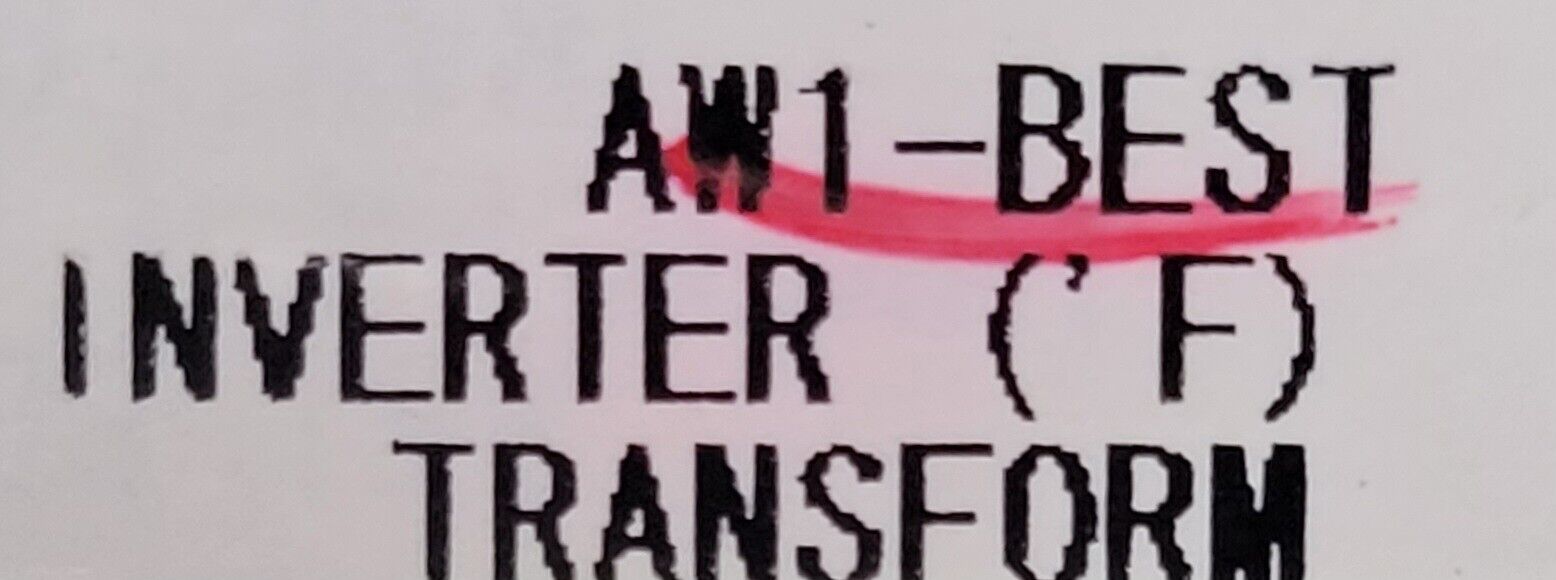 AW1-BEST
INVERTER ('F)
TRANSFORM